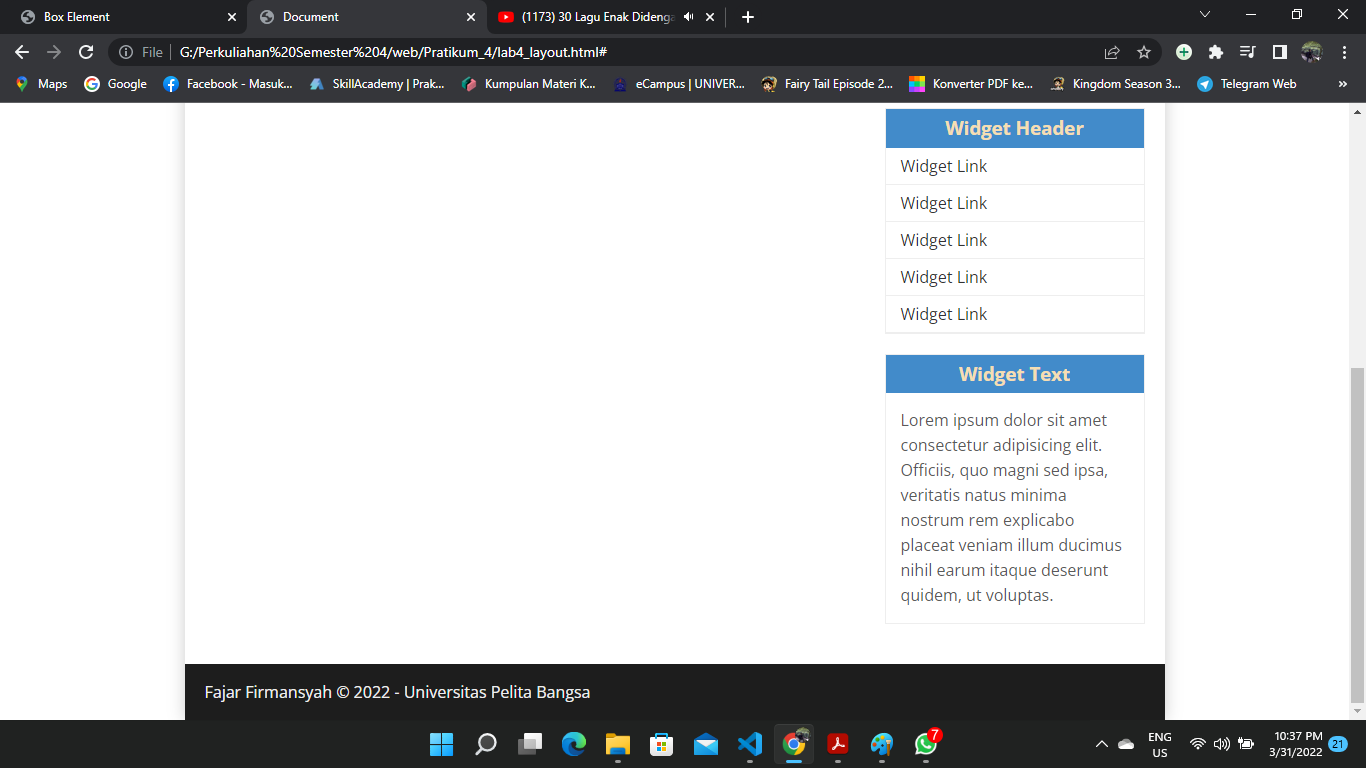 Box Element
Document
(1173) 30 Lagu Enak Didenga
File
G:/Perkuliahan%20Semester%204/web/Pratikum_4/lab4_layout.html#
Maps
Google
Facebook - Masuk...
SkillAcademy | Prak...
Kumpulan Materi K...
eCampus | UNIVER...
Fairy Tail Episode 2...
Konverter PDF ke...
Kingdom Season 3...
Telegram Web
»
Widget Header
Widget Link
Widget Link
Widget Link
Widget Link
Widget Link
Widget Text
Lorem ipsum dolor sit amet
consectetur adipisicing elit.
Officiis, quo magni sed ipsa,
veritatis natus minima
nostrum rem explicabo
placeat veniam illum ducimus
nihil earum itaque deserunt
quidem, ut voluptas.
Fajar Firmansyah © 2022 - Universitas Pelita Bangsa
7
ENG
US
10:37 PM
3/31/2022
21